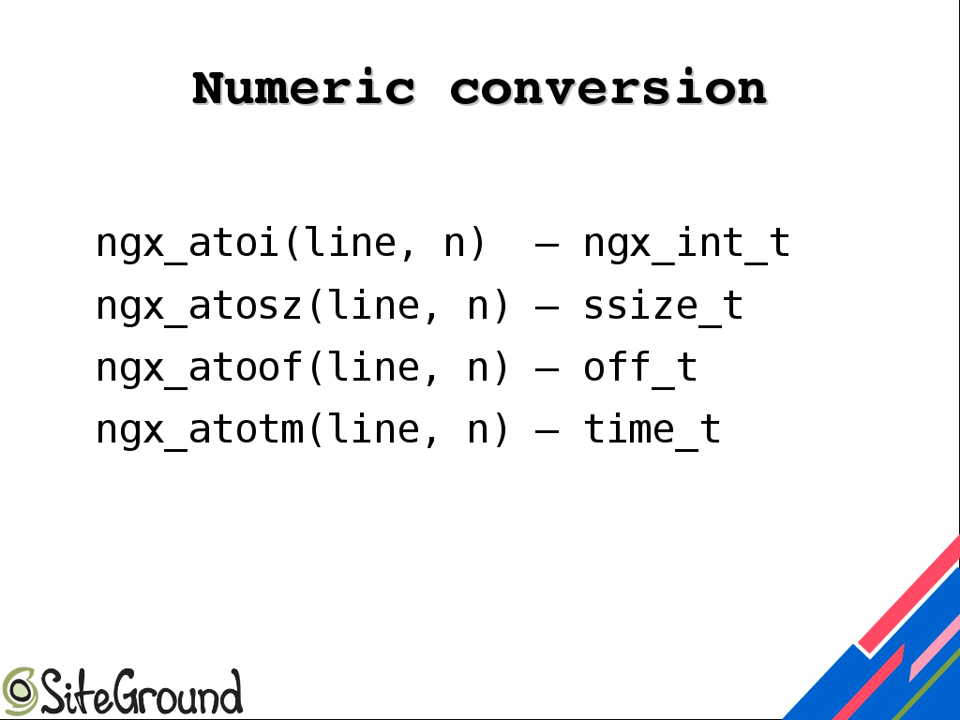 Numeric conversion
ngx_atoi(line, n)  – ngx_int_t
ngx_atosz(line, n) – ssize_t
ngx_atoof(line, n) – off_t
ngx_atotm(line, n) – time_t
SiteGround